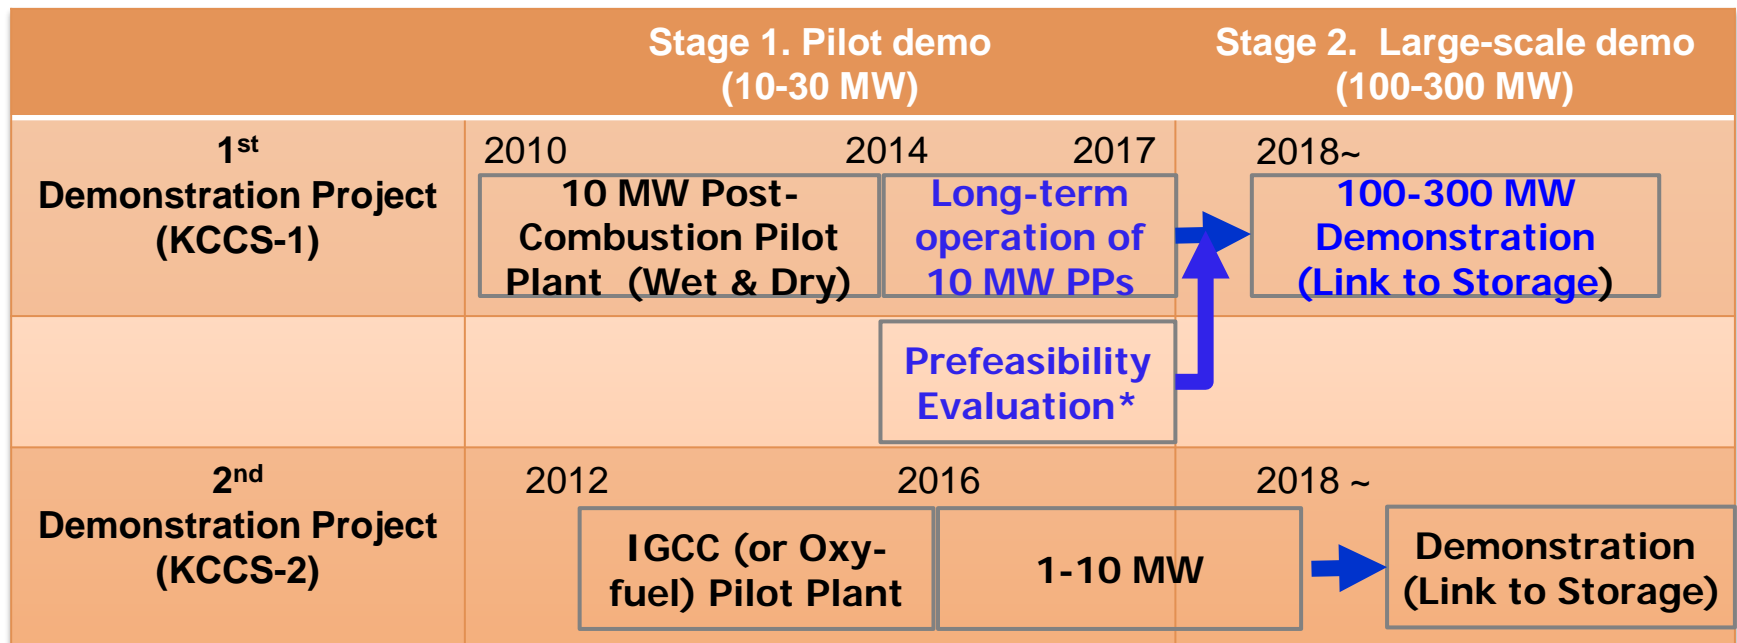 Stage 1. Pilot demo
(10-30 MW)
Stage 2.  Large-scale demo
(100-300 MW)
1st
Demonstration Project
(KCCS-1)
2010
2014
2017
2018~
10 MW Post-
Combustion Pilot
Plant  (Wet & Dry)
Long-term
operation of
10 MW PPs
100-300 MW
Demonstration
(Link to Storage)
Prefeasibility
Evaluation*
2nd
Demonstration Project
(KCCS-2)
2012
2016
2018 ~
IGCC (or Oxy-
fuel) Pilot Plant
1-10 MW
Demonstration
(Link to Storage)